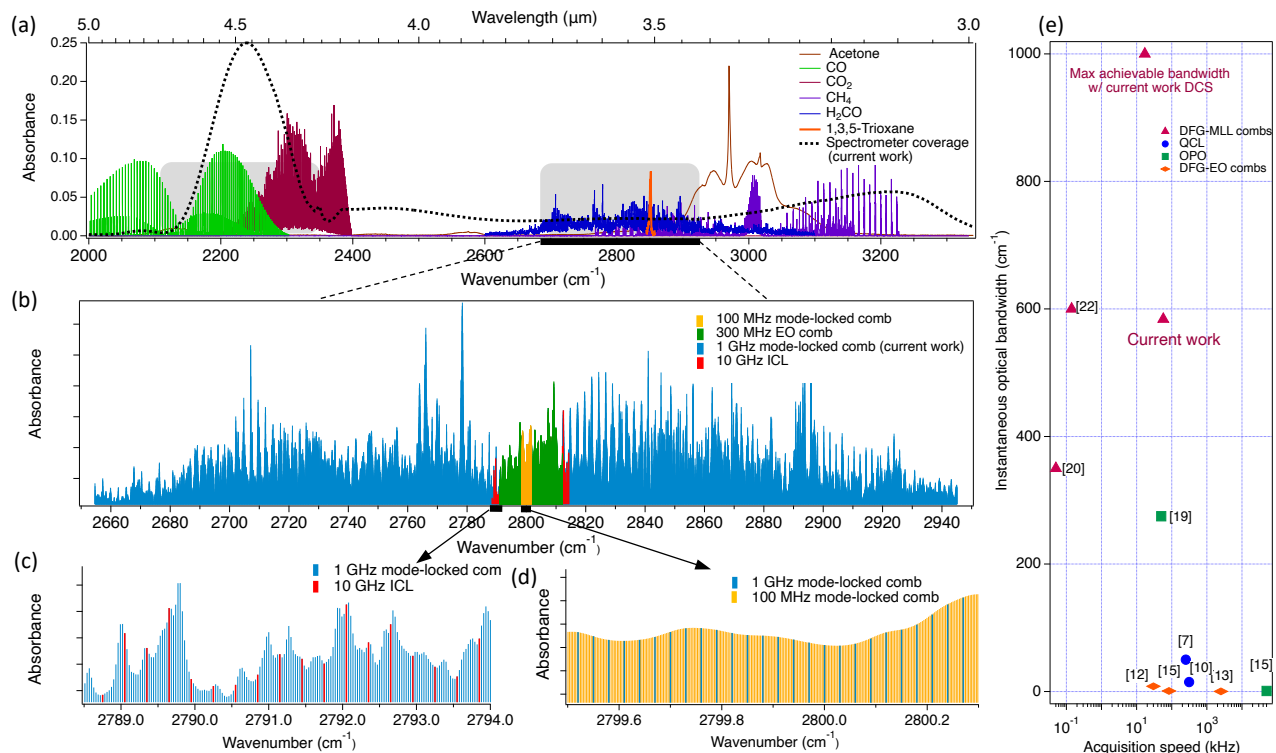 (a)
Wavelength (μm)
5.0 4.5 4.0 3.5 3.0
0.25
0.20
0.15
0.10
0.05
0.00
Absorbance
Acetone
CO
CO2
CH4
H2CO
1,3,5-Trioxane
Spectrometer coverage
(current work)
2000 2200 2400 2600 2800 3000 3200
Wavenumber (cm-1)
(b)
Absorbance
100 MHz mode-locked comb
300 MHz EO comb
1 GHz mode-locked comb (current work)
10 GHz ICL
2660 2680 2700 2720 2740 2760 2780 2800 2820 2840 2860 2880 2900 2920 2940
Wavenumber (cm-1)
(c)
Absorbance
1 GHz mode-locked com
10 GHz ICL
2789.0 2790.0 2791.0 2792.0 2793.0 2794.0
Wavenumber (cm-1)
(d)
Absorbance
1 GHz mode-locked comb
100 MHz mode-locked comb
2799.6 2799.8 2800.0 2800.2
Wavenumber (cm-1)
(e)
Instantaneous optical bandwidth (cm-1)
1000
800
600
400
200
0
Max achievable bandwidth
w/ current work DCS
DFG-MLL combs
QCL
OPO
DFG-EO combs
[22]
Current work
[20]
[19]
[7]
[12] [15] [10] [13] [15]
10-1 101 103
Acquisition speed (kHz)